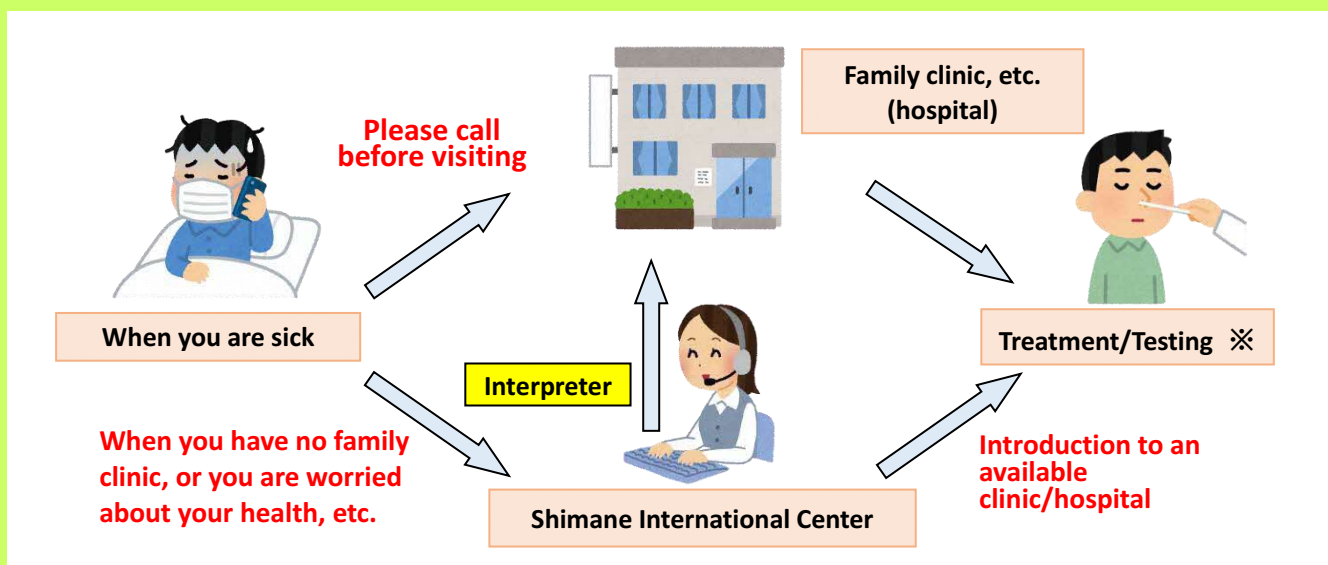 Family clinic, etc.
(hospital)
Please call
before visiting
When you are sick
Interpreter
Treatment/Testing ※
When you have no family
clinic, or you are worried
about your health, etc.
Shimane International Center
Introduction to an
available
clinic/hospital